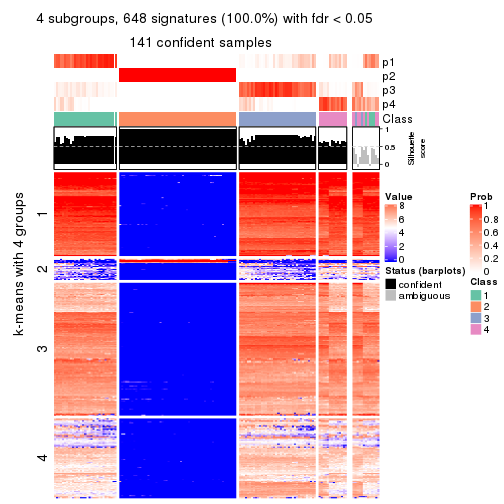 4 subgroups, 648 signatures (100.0%) with fdr < 0.05
141 confident samples
p1
p2
p3
p4
Class
1
0.5
0
Silhouette
score
k-means with 4 groups
1
2
3
4
Value
8
6
4
2
0
Prob
1
0.8
0.6
0.4
0.2
0
Status (barplots)
confident
ambiguous
Class
1
2
3
4